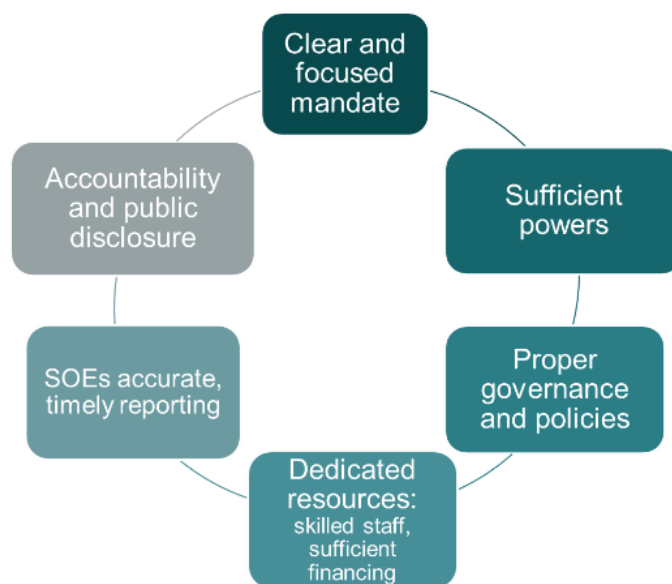 Clear and
focused
mandate
Sufficient
powers
Proper
governance
and policies
Dedicated
resources:
skilled staff,
sufficient
financing
SOEs accurate,
timely reporting
Accountability
and public
disclosure